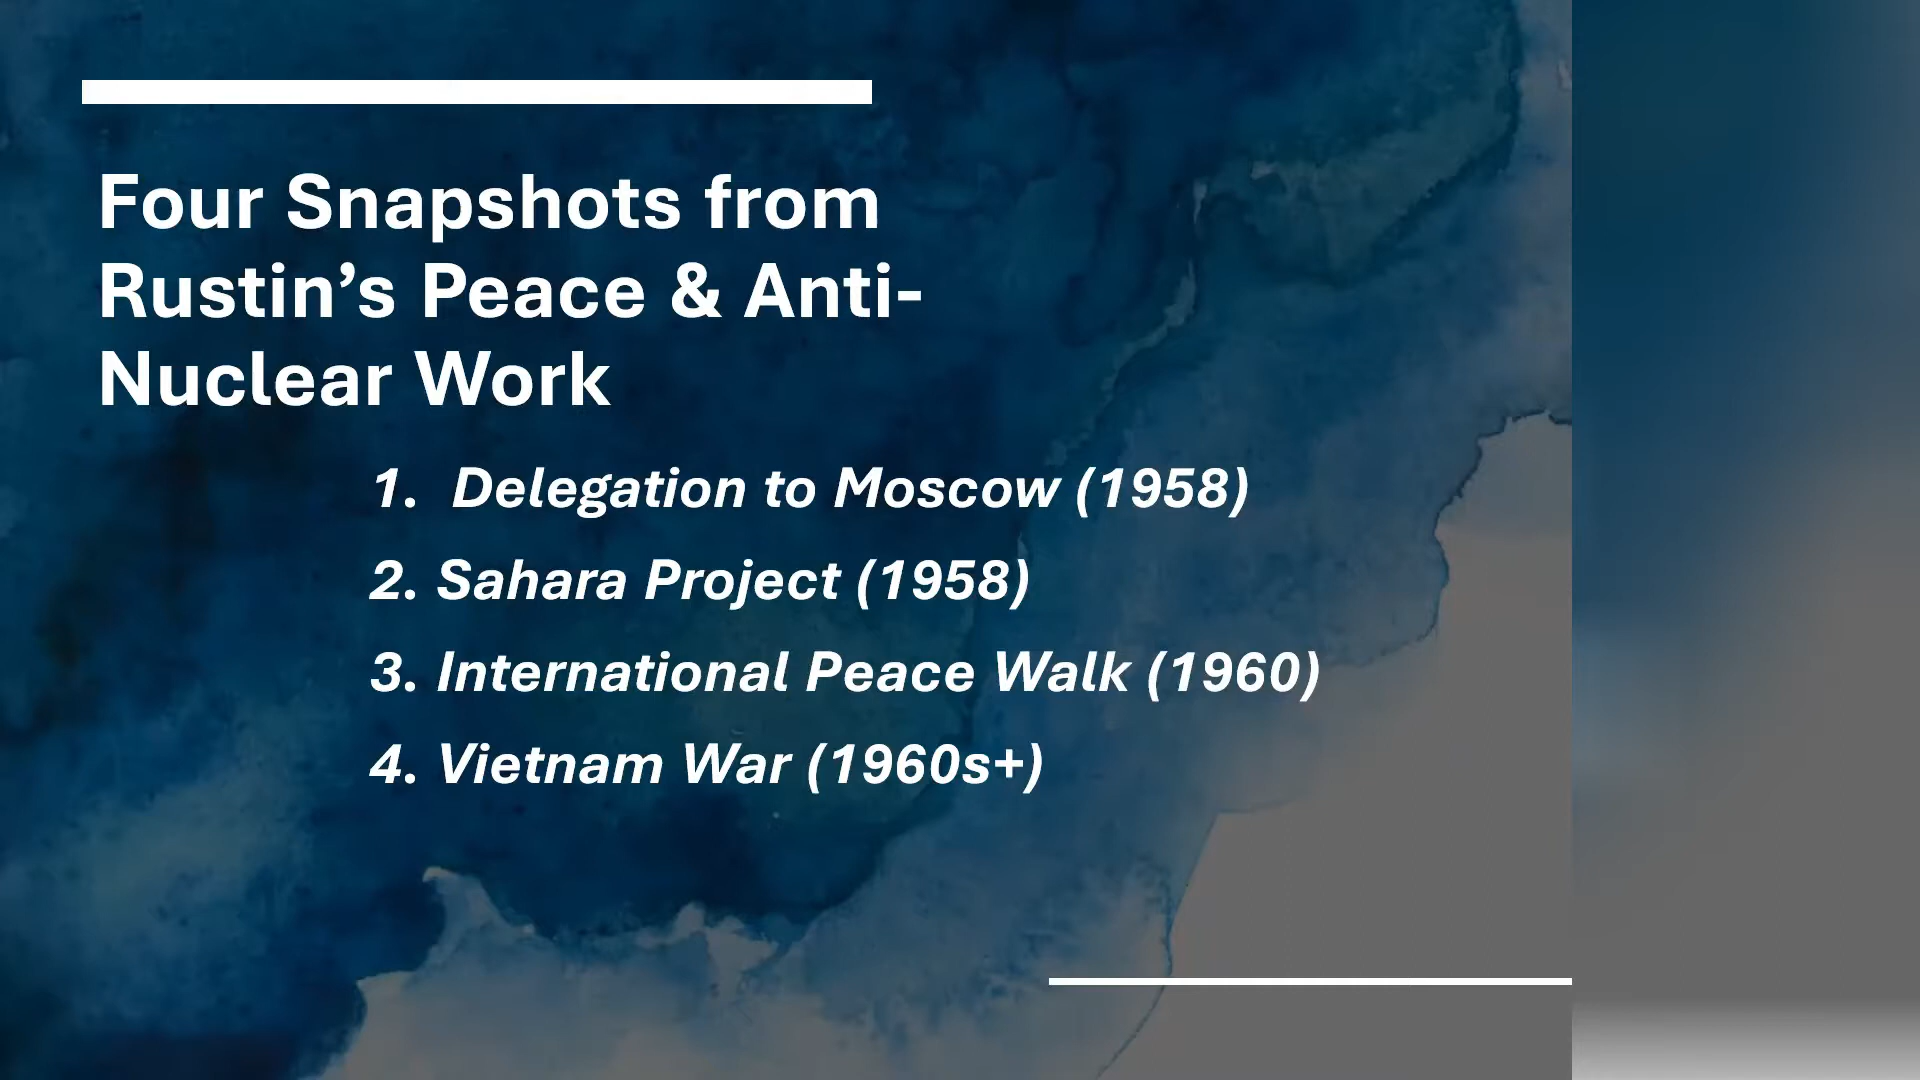 Four Snapshots from
Rustin’s Peace & Anti-
Nuclear Work
1. Delegation to Moscow (1958)
2. Sahara Project (1958)
3. International Peace Walk (1960)
4. Vietnam War (1960s+)